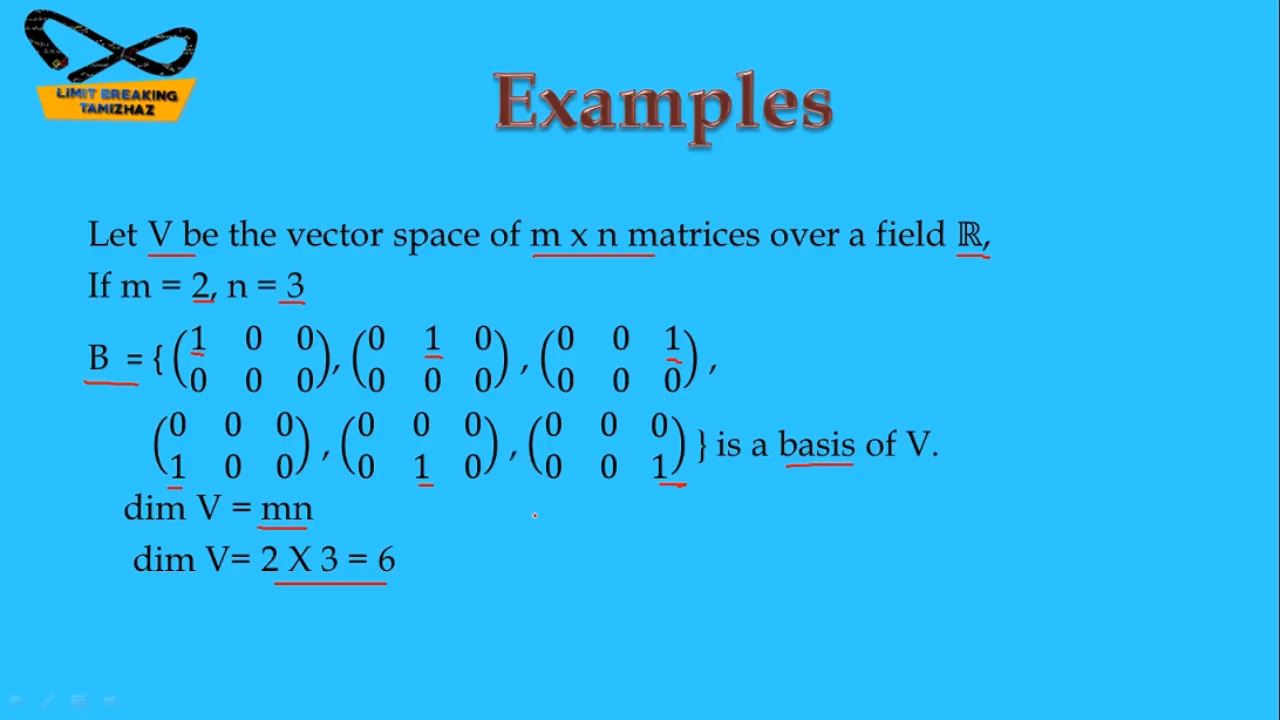 LIMIT BREAKING
TAMIZHAZ
Examples
Let V be the vector space of m x n matrices over a field ℝ,
If m = 2, n = 3
B = { (1 0 0
0 0 0), (0 1 0
0 0 0), (0 0 1
0 0 0),
(0 0 0
1 0 0), (0 0 0
0 1 0), (0 0 0
0 0 1) } is a basis of V.
dim V = mn
dim V= 2 X 3 = 6